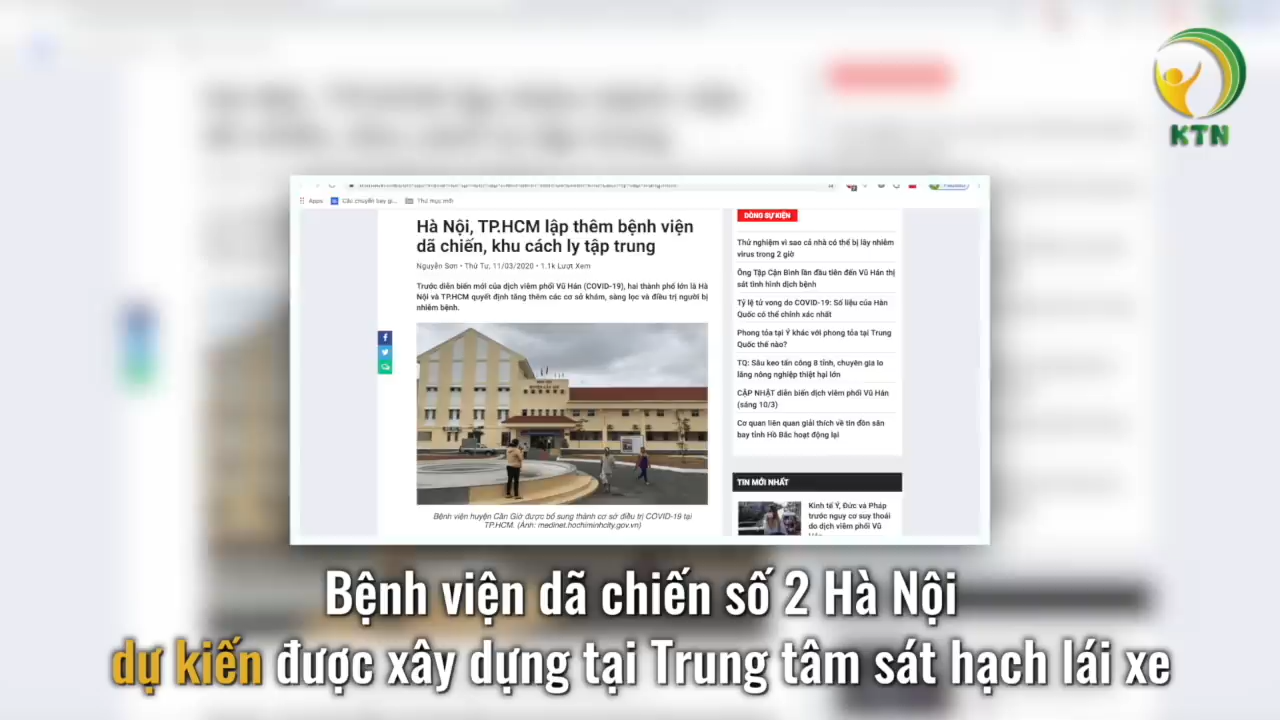 KTN
Apps
Các chuyến bay gi...
Thư mục mới
Hà Nội, TP.HCM lập thêm bệnh viện
dã chiến, khu cách ly tập trung
Nguyễn Sơn • Thứ Tư, 11/03/2020 • 1.1k Lượt Xem
Trước diễn biến mới của dịch viêm phổi Vũ Hán (COVID-19), hai thành phố lớn là Hà
Nội và TP.HCM quyết định tăng thêm các cơ sở khám, sàng lọc và điều trị người bị
nhiễm bệnh.
Bệnh viện huyện Cần Giờ được bổ sung thành cơ sở điều trị COVID-19 tại
TP.HCM. (Ảnh: medinet.hochiminhcity.gov.vn)
DÒNG SỰ KIỆN
Thử nghiệm vì sao cả nhà có thể bị lây nhiễm
virus trong 2 giờ
Ông Tập Cận Bình lần đầu tiên đến Vũ Hán thị
sát tình hình dịch bệnh
Tỷ lệ tử vong do COVID-19: Số liệu của Hàn
Quốc có thể chính xác nhất
Phong tỏa tại Ý khác với phong tỏa tại Trung
Quốc thế nào?
TQ: Sâu keo tấn công 8 tỉnh, chuyên gia lo
lắng nông nghiệp thiệt hại lớn
CẬP NHẬT diễn biến dịch viêm phổi Vũ Hán
(sáng 10/3)
Cơ quan liên quan giải thích về tin đồn sân
bay tỉnh Hồ Bắc hoạt động lại
TIN MỚI NHẤT
Kinh tế Ý, Đức và Pháp
trước nguy cơ suy thoái
do dịch viêm phổi Vũ
Bệnh viện dã chiến số 2 Hà Nội
dự kiến được xây dựng tại Trung tâm sát hạch lái xe